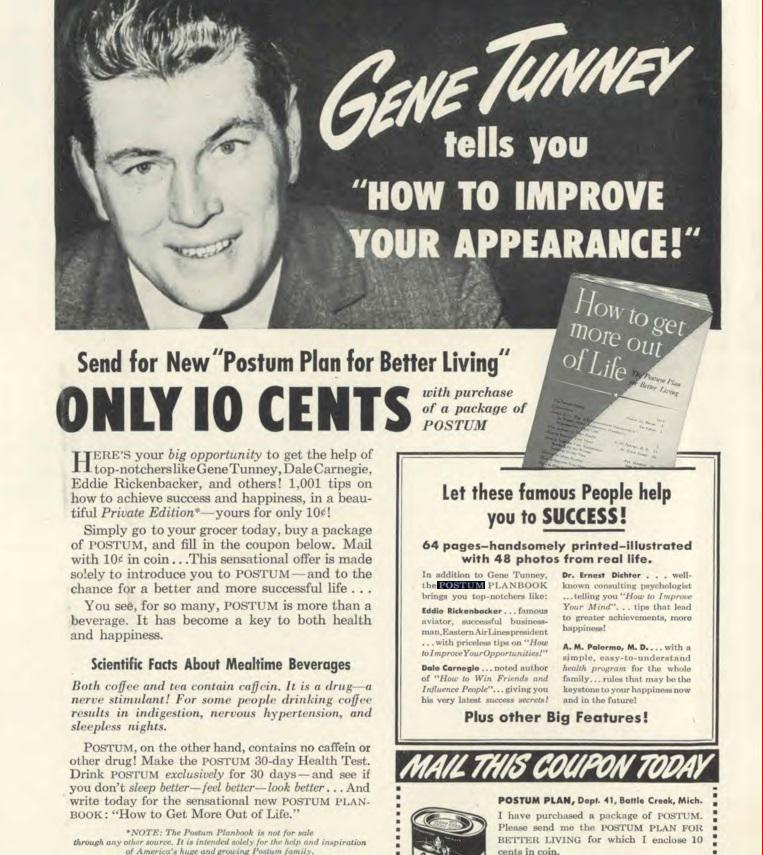 GENE TUNNEY
tells you
"HOW TO IMPROVE
YOUR APPEARANCE!"
How to get
more out
of Life
The Postum Plan
for Better Living
Send for New "Postum Plan for Better Living"
ONLY 10 CENTS
with purchase
of a package of
POSTUM
HERE'S your big opportunity to get the help of
top-notchers like Gene Tunney, Dale Carnegie,
Eddie Rickenbacker, and others! 1,001 tips on
how to achieve success and happiness, in a beau-
tiful Private Edition*—yours for only 10¢!
Simply go to your grocer today, buy a package
of POSTUM, and fill in the coupon below. Mail
with 10¢ in coin...This sensational offer is made
solely to introduce you to POSTUM—and to the
chance for a better and more successful life ...
You see, for so many, POSTUM is more than a
beverage. It has become a key to both health
and happiness.
Scientific Facts About Mealtime Beverages
Both coffee and tea contain caffein. It is a drug—a
nerve stimulant! For some people drinking coffee
results in indigestion, nervous hypertension, and
sleepless nights.
POSTUM, on the other hand, contains no caffein or
other drug! Make the POSTUM 30-day Health Test.
Drink POSTUM exclusively for 30 days—and see if
you don't sleep better—feel better—look better...And
write today for the sensational new POSTUM PLAN-
BOOK: "How to Get More Out of Life."
*NOTE: The Postum Planbook is not for sale
through any other source. It is intended solely for the help and inspiration
of America's huge and growing Postum family.
Let these famous People help
you to SUCCESS!
64 pages—handsomely printed—illustrated
with 48 photos from real life.
In addition to Gene Tunney,
the POSTUM PLANBOOK
brings you top-notchers like:
Eddie Rickenbacker...famous
aviator, successful business-
man, Eastern Air Lines president
...with priceless tips on "How
to Improve Your Opportunities!"
Dale Carnegie...noted author
of "How to Win Friends and
Influence People"...giving you
his very latest success secrets!
Dr. Ernest Dichter . . . well-
known consulting psychologist
...telling you "How to Improve
Your Mind"... tips that lead
to greater achievements, more
happiness!
A. M. Palermo, M. D.... with a
simple, easy-to-understand
health program for the whole
family...rules that may be the
keystone to your happiness now
and in the future!
Plus other Big Features!
MAIL THIS COUPON TODAY
POSTUM PLAN, Dept. 41, Battle Creek, Mich.
I have purchased a package of POSTUM.
Please send me the POSTUM PLAN FOR
BETTER LIVING for which I enclose 10
cents in coin.